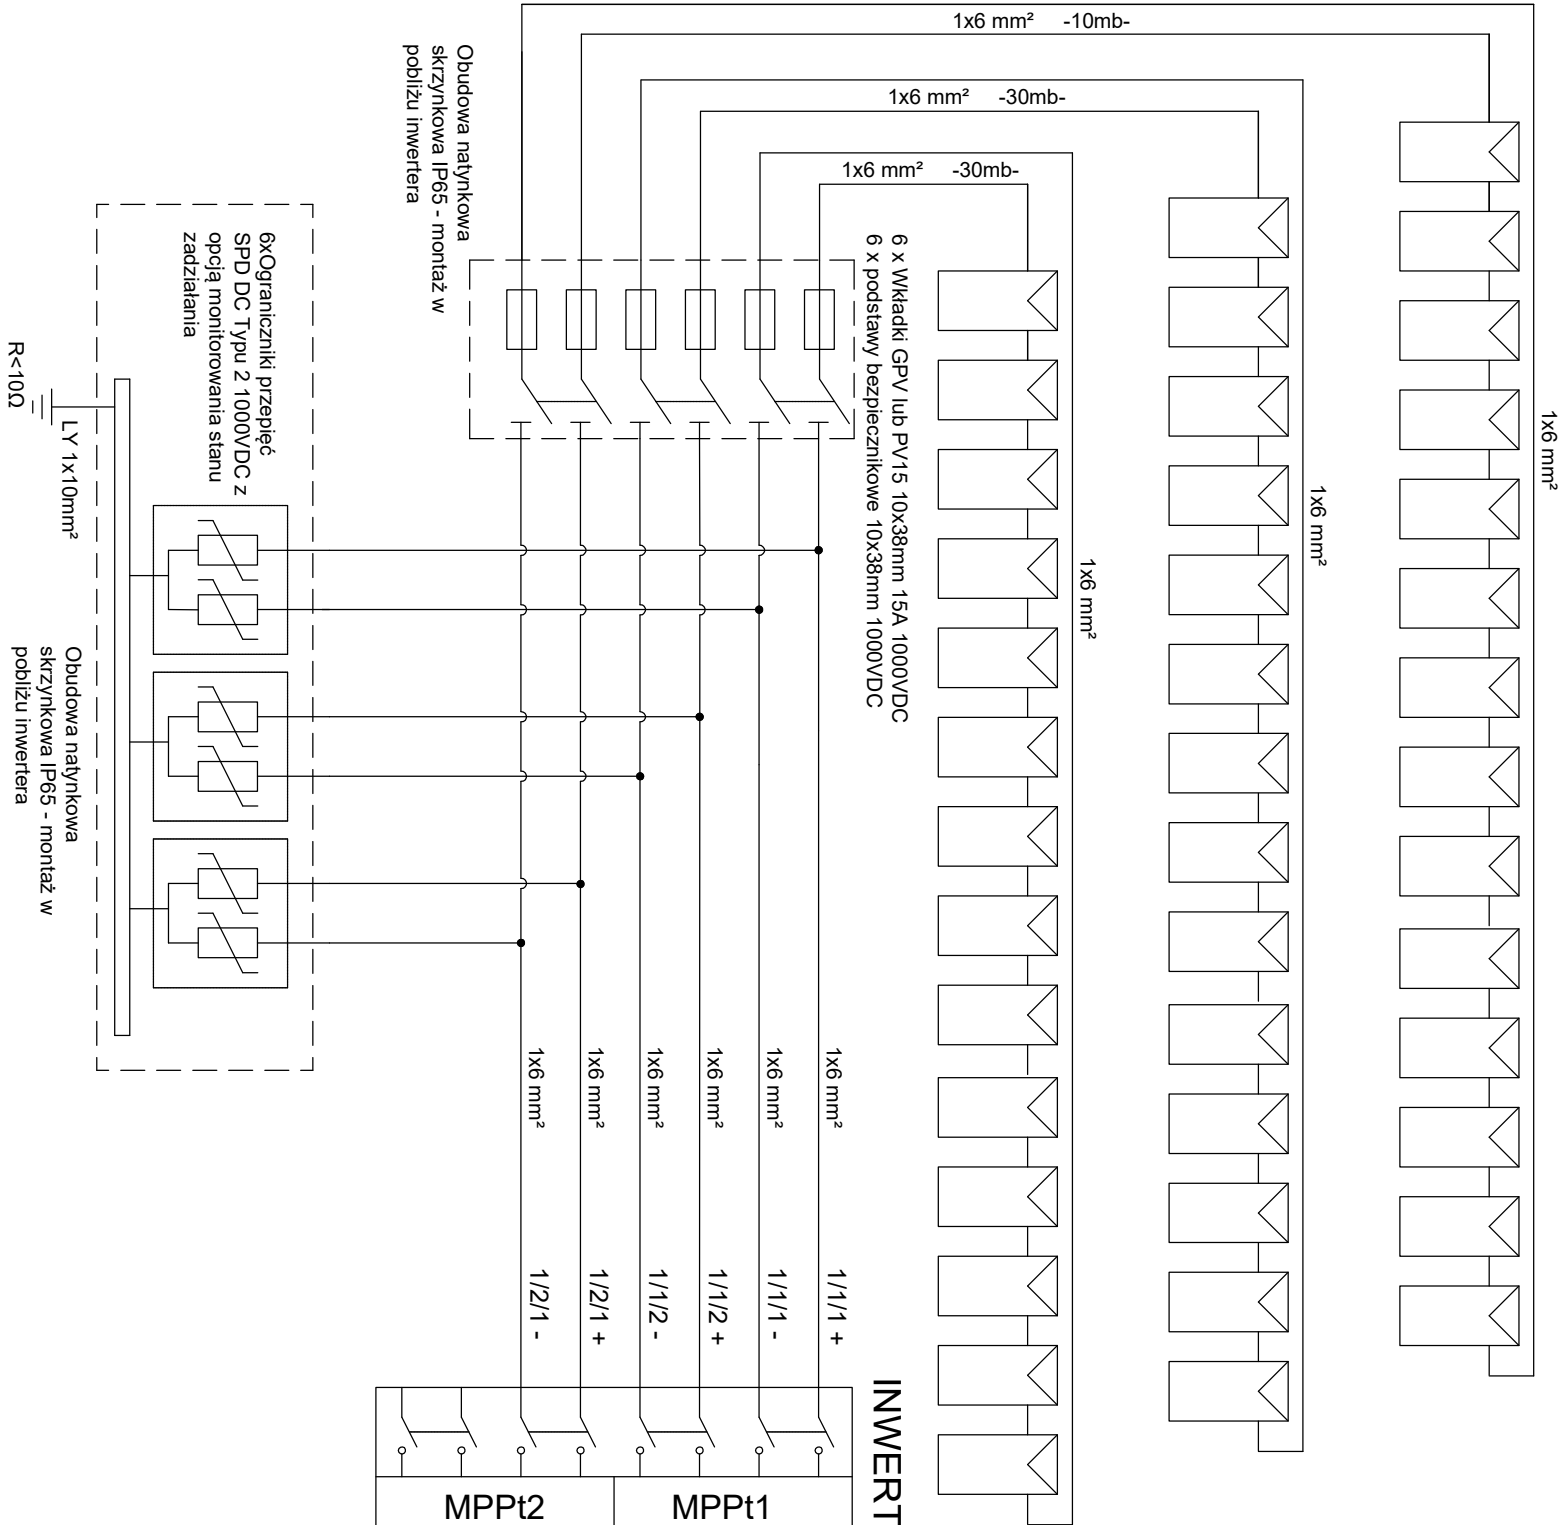 1x6 mm² -10mb-
1x6 mm² -30mb-
1x6 mm² -30mb-
Obudowa natynkowa
skrzynkowa IP65 - montaż w
pobliżu inwertera
6 x Wkładki GPV lub PV15 10x38mm 15A 1000VDC
6 x podstawy bezpiecznikowe 10x38mm 1000VDC
1x6 mm²
1x6 mm²
1x6 mm²
6xOgraniczniki przepięć
SPD DC Typu 2 1000VDC z
opcją monitorowania stanu
zadziałania
R<10Ω
LY 1x10mm²
Obudowa natynkowa
skrzynkowa IP65 - montaż w
pobliżu inwertera
1x6 mm²
1x6 mm²
1x6 mm²
1x6 mm²
1x6 mm²
1x6 mm²
1/2/1 -
1/2/1 +
1/1/2 -
1/1/2 +
1/1/1 -
1/1/1 +
INWERT
MPPt2
MPPt1